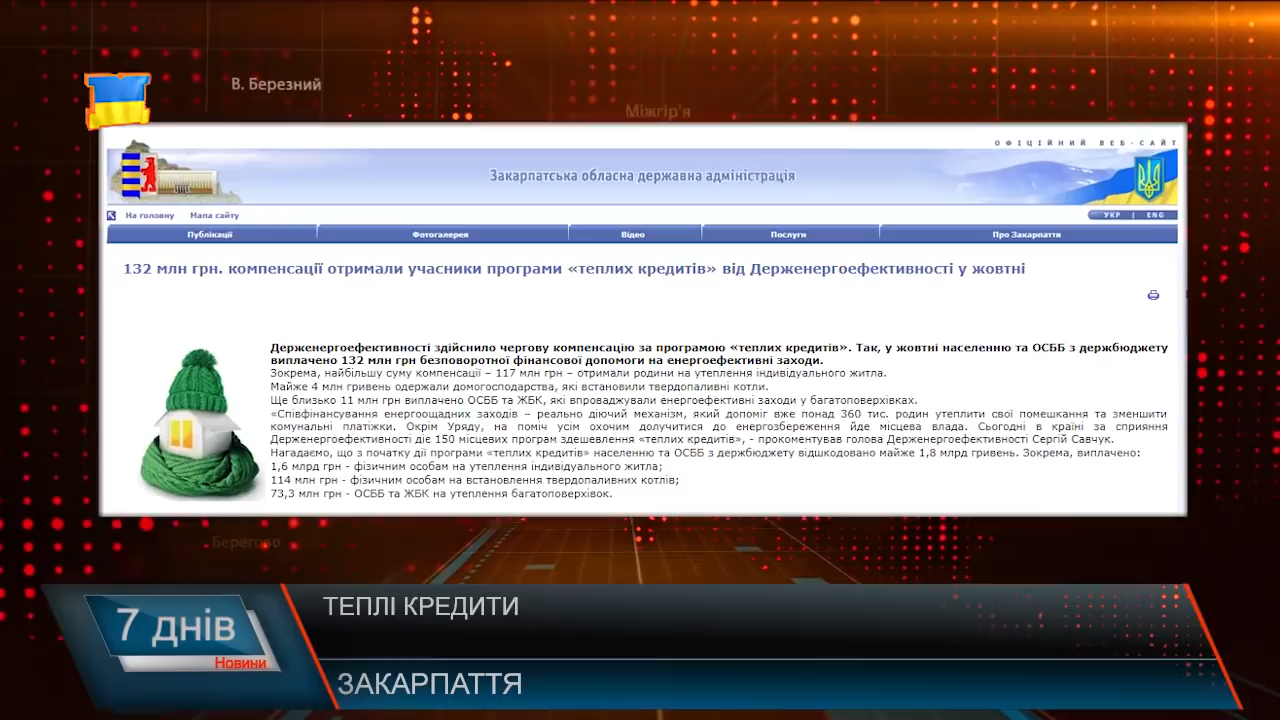 В. Березний
Міжгір'я
ОФІЦІЙНИЙ ВЕБ-САЙТ
Закарпатська обласна державна адміністрація
На головну Мапа сайту
УКР | ENG
Публікації Фотогалерея Відео Послуги Про Закарпаття
132 млн грн. компенсації отримали учасники програми «теплих кредитів» від Держенергоефективності у жовтні
Держенергоефективності здійснило чергову компенсацію за програмою «теплих кредитів». Так, у жовтні населенню та ОСББ з держбюджету
виплачено 132 млн грн безповоротної фінансової допомоги на енергоефективні заходи.
Зокрема, найбільшу суму компенсації – 117 млн грн – отримали родини на утеплення індивідуального житла.
Майже 4 млн гривень одержали домогосподарства, які встановили твердопаливні котли.
Ще близько 11 млн грн виплачено ОСББ та ЖБК, які впроваджували енергоефективні заходи у багатоповерхівках.
«Співфінансування енергоощадних заходів – реально діючий механізм, який допоміг вже понад 360 тис. родин утеплити свої помешкання та зменшити
комунальні платіжки. Окрім Уряду, на поміч усім охочим долучитися до енергозбереження йде місцева влада. Сьогодні в країні за сприяння
Держенергоефективності діє 150 місцевих програм здешевлення «теплих кредитів», - прокоментував голова Держенергоефективності Сергій Савчук.
Нагадаємо, що з початку дії програми «теплих кредитів» населенню та ОСББ з держбюджету відшкодовано майже 1,8 млрд гривень. Зокрема, виплачено:
1,6 млрд грн - фізичним особам на утеплення індивідуального житла;
114 млн грн - фізичним особам на встановлення твердопаливних котлів;
73,3 млн грн - ОСББ та ЖБК на утеплення багатоповерхівок.
Берегово
7 днів
Новини
ТЕПЛІ КРЕДИТИ
ЗАКАРПАТТЯ